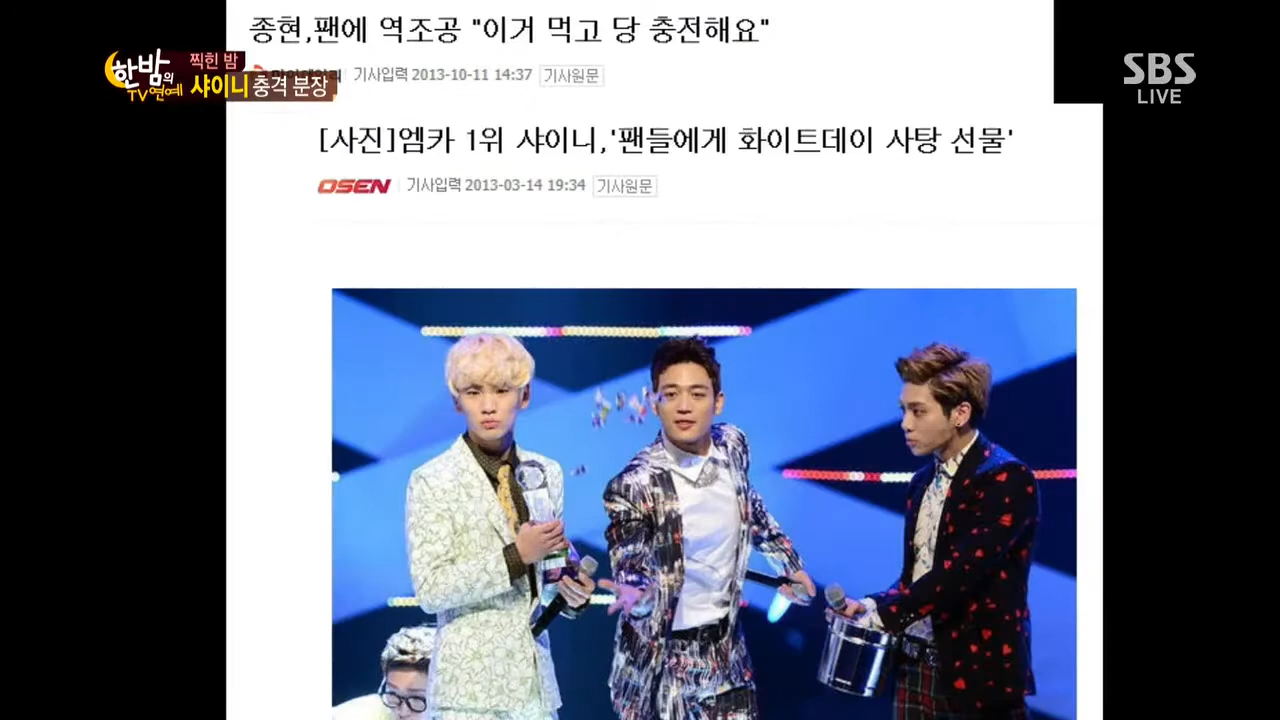 종현,팬에 역조공 "이거 먹고 당 충전해요"
한밤의
TV연예
찍힌 밤
샤이니 충격 분장
기사입력 2013-10-11 14:37 기사원문
SBS
LIVE
[사진]엠카 1위 샤이니,'팬들에게 화이트데이 사탕 선물'
OSEN 기사입력 2013-03-14 19:34 기사원문